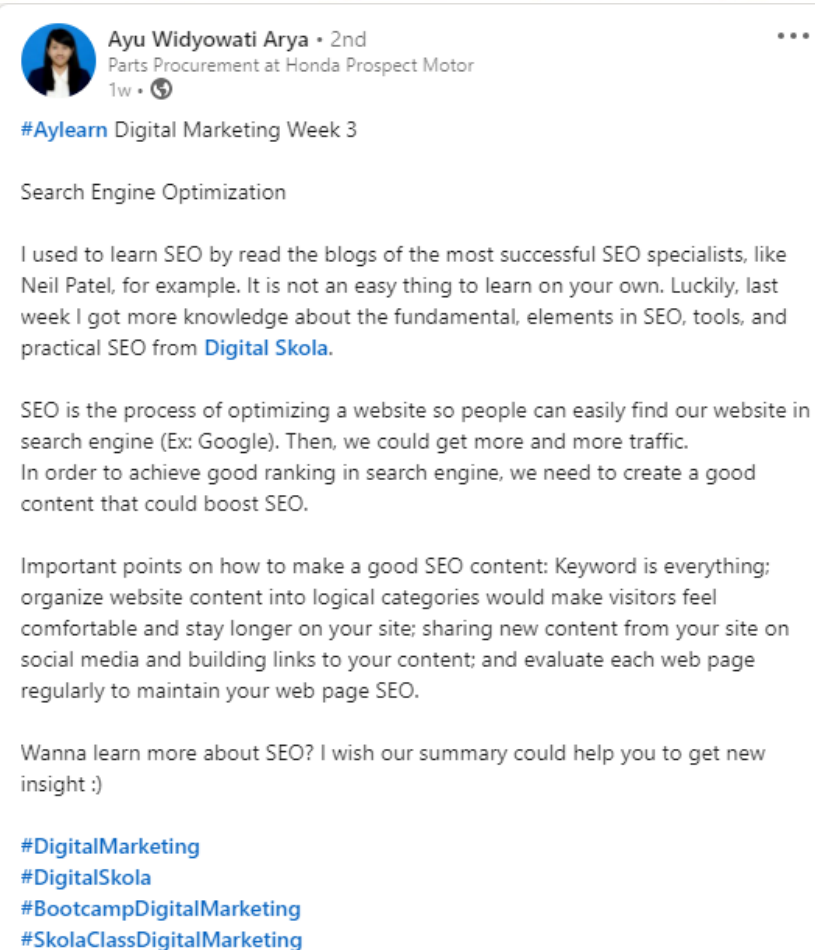 Ayu Widyowati Arya • 2nd
Parts Procurement at Honda Prospect Motor
1w •
#Aylearn Digital Marketing Week 3
Search Engine Optimization
I used to learn SEO by read the blogs of the most successful SEO specialists, like
Neil Patel, for example. It is not an easy thing to learn on your own. Luckily, last
week I got more knowledge about the fundamental, elements in SEO, tools, and
practical SEO from Digital Skola.
SEO is the process of optimizing a website so people can easily find our website in
search engine (Ex: Google). Then, we could get more and more traffic.
In order to achieve good ranking in search engine, we need to create a good
content that could boost SEO.
Important points on how to make a good SEO content: Keyword is everything;
organize website content into logical categories would make visitors feel
comfortable and stay longer on your site; sharing new content from your site on
social media and building links to your content; and evaluate each web page
regularly to maintain your web page SEO.
Wanna learn more about SEO? I wish our summary could help you to get new
insight :)
#DigitalMarketing
#DigitalSkola
#BootcampDigitalMarketing
#SkolaClassDigitalMarketing